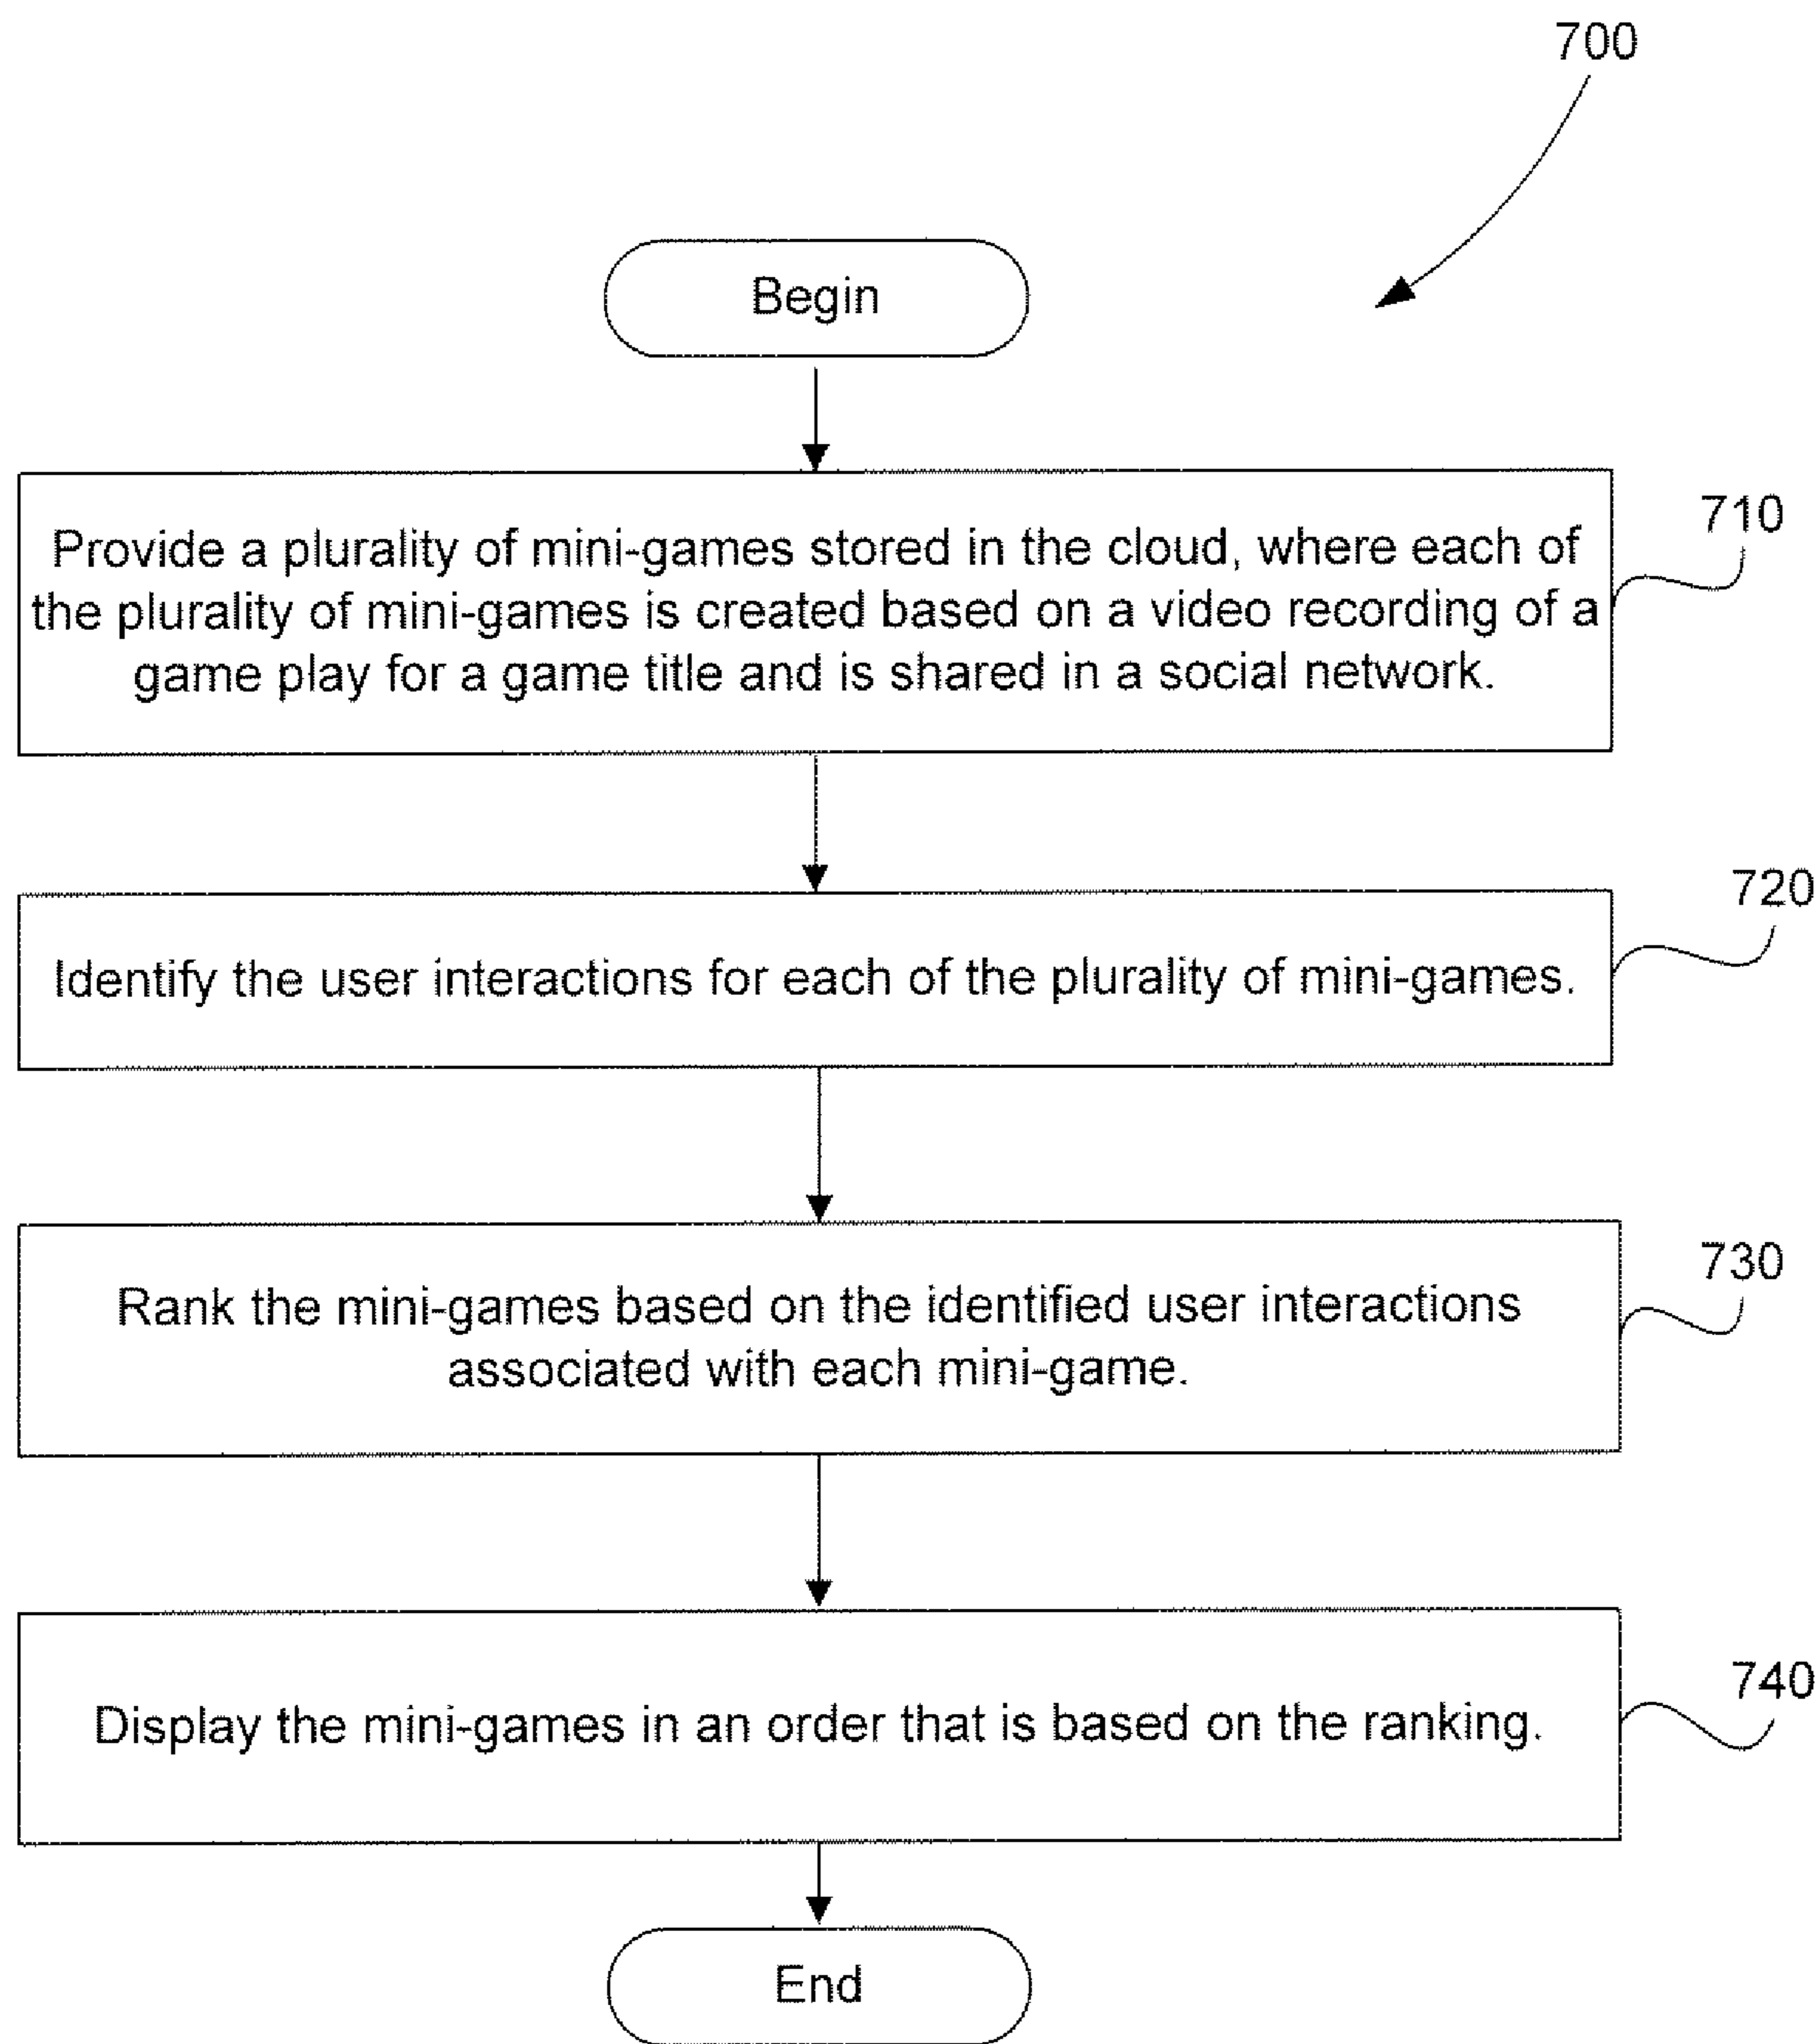 700
Begin
Provide a plurality of mini-games stored in the cloud, where each of
the plurality of mini-games is created based on a video recording of a
game play for a game title and is shared in a social network.
710
Identify the user interactions for each of the plurality of mini-games.
720
Rank the mini-games based on the identified user interactions
associated with each mini-game.
730
Display the mini-games in an order that is based on the ranking.
740
End